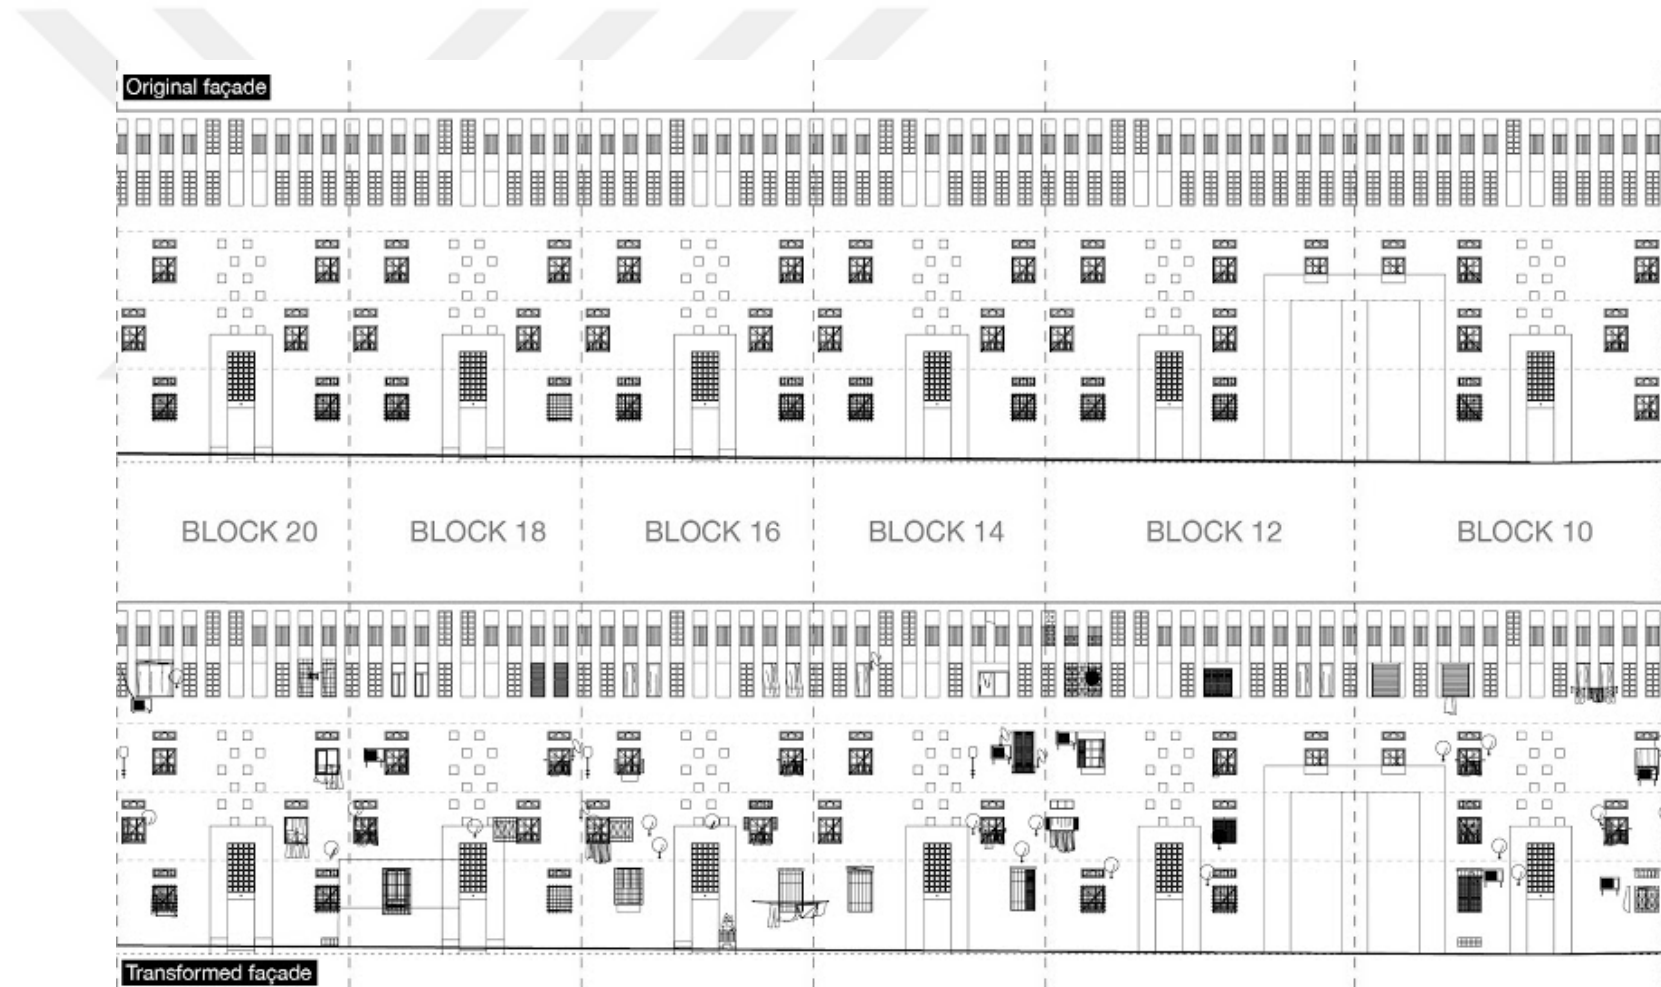 Original façade
BLOCK 20
BLOCK 18
BLOCK 16
BLOCK 14
BLOCK 12
BLOCK 10
Transformed façade